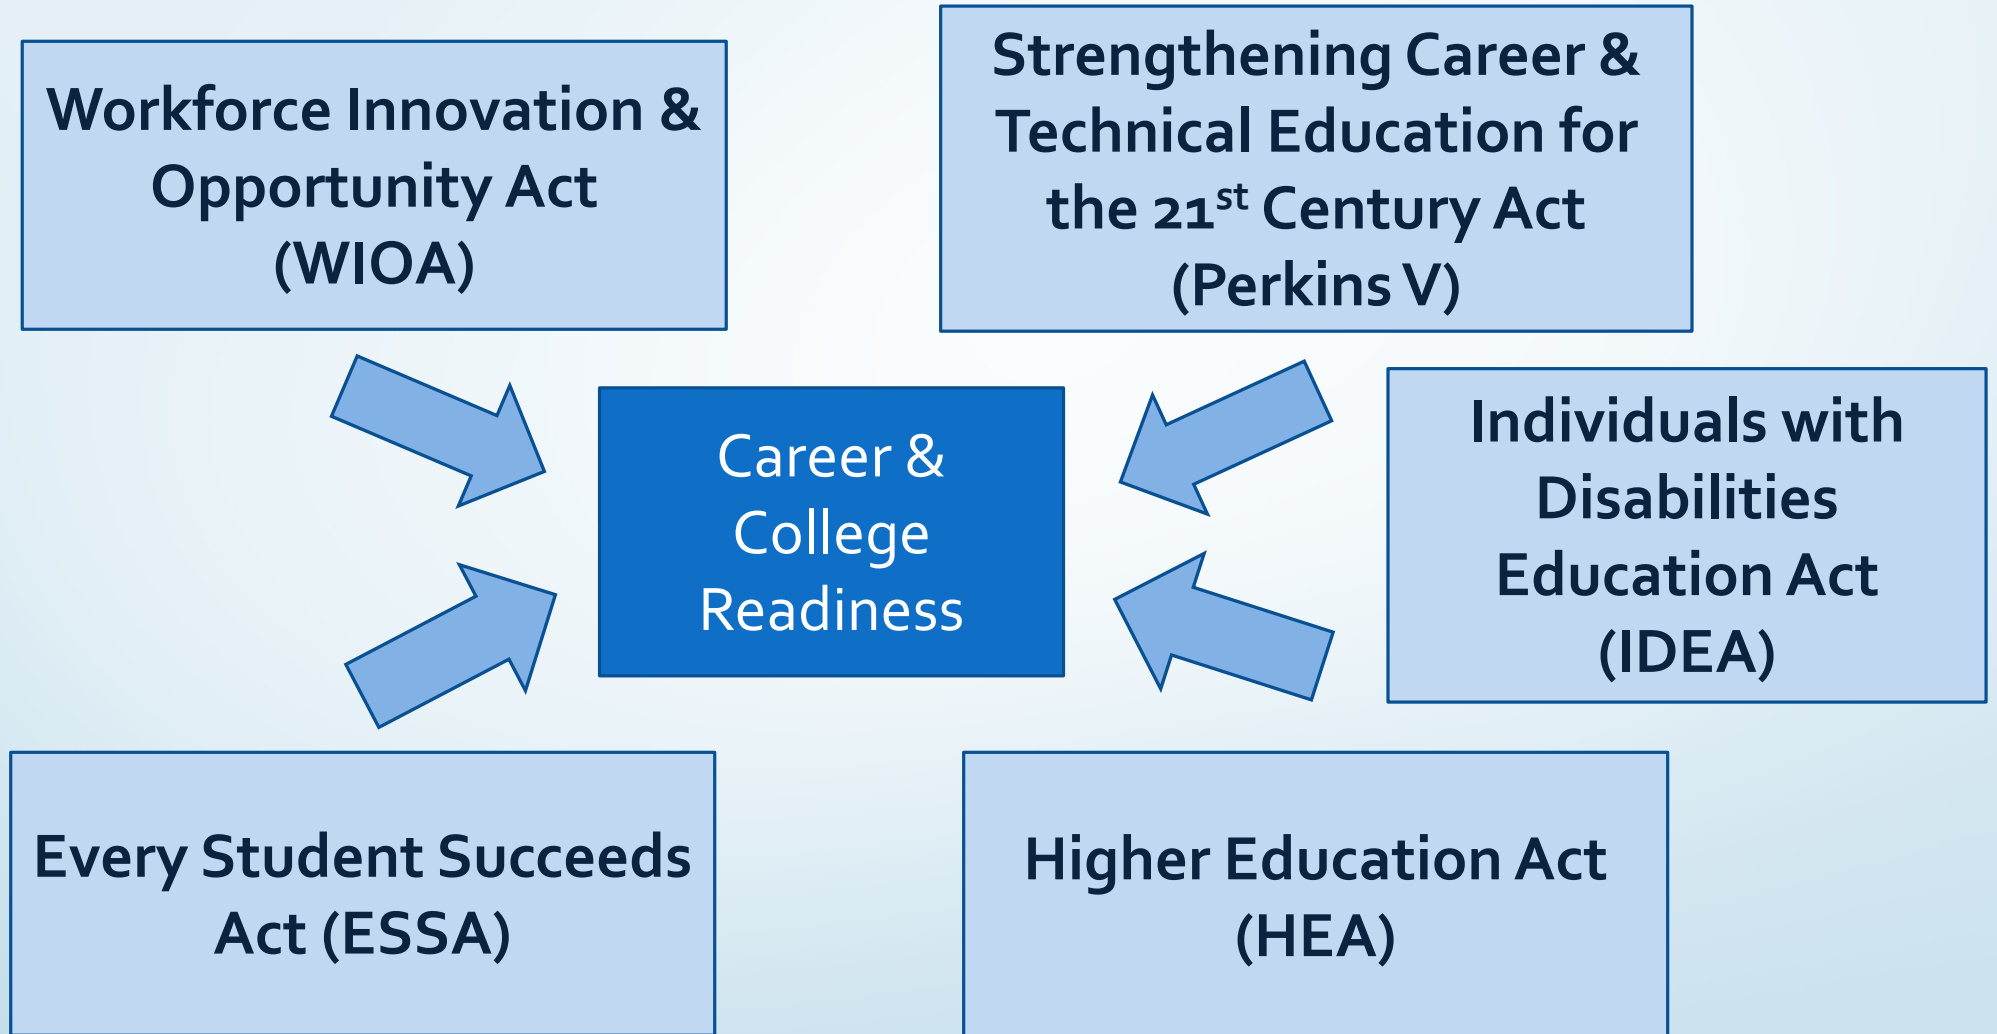 Workforce Innovation &
Opportunity Act
(WIOA)
Strengthening Career &
Technical Education for
the 21st Century Act
(Perkins V)
Career &
College
Readiness
Individuals with
Disabilities
Education Act
(IDEA)
Every Student Succeeds
Act (ESSA)
Higher Education Act
(HEA)